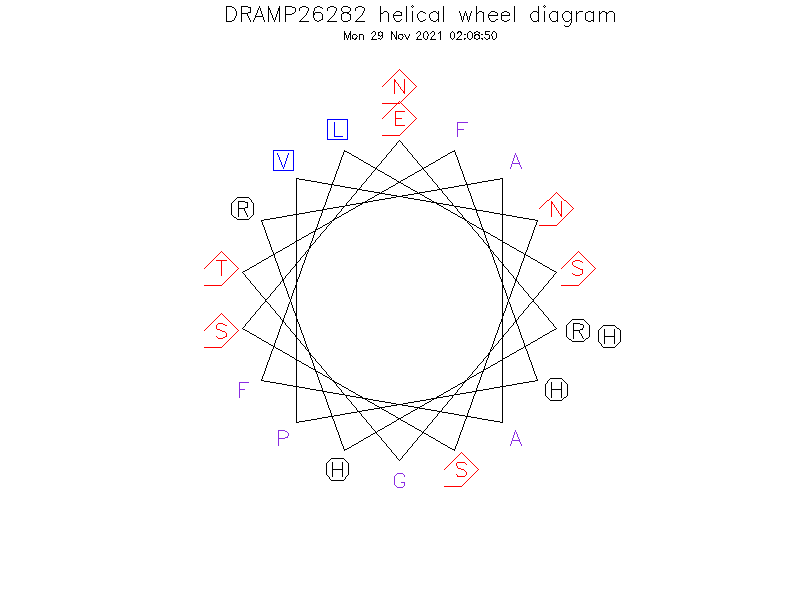 DRAMP26282 helical wheel diagram
Mon 29 Nov 2021 02:08:50
N
L E F
V A
R N
T S
S R H
F H
P A
H S
G